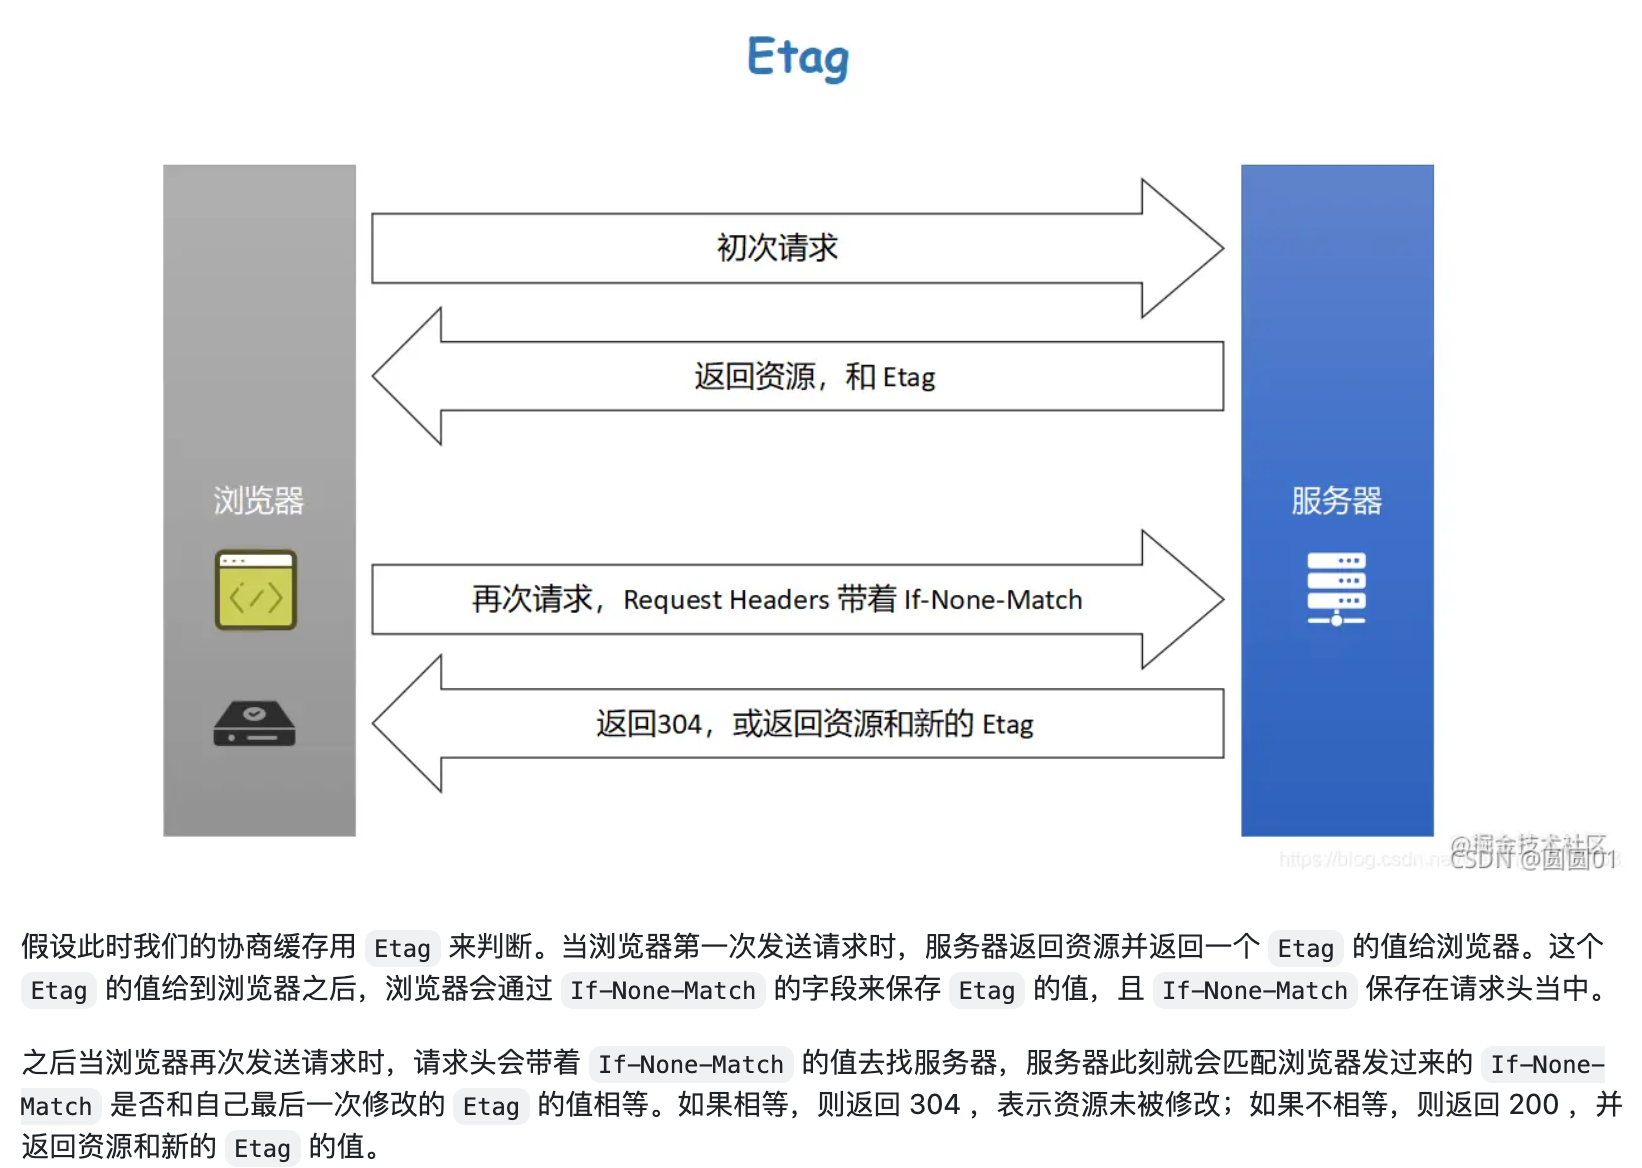 Etag
初次请求
返回资源，和 Etag
浏览器
服务器
再次请求，Request Headers 带着 If-None-Match
返回304，或返回资源和新的 Etag
@掘金技术社区
https://blog.csdn.ne
CSDN @圆圆01
假设此时我们的协商缓存用 Etag 来判断。当浏览器第一次发送请求时，服务器返回资源并返回一个 Etag 的值给浏览器。这个
Etag 的值给到浏览器之后，浏览器会通过 If-None-Match 的字段来保存 Etag 的值，且 If-None-Match 保存在请求头当中。
之后当浏览器再次发送请求时，请求头会带着 If-None-Match 的值去找服务器，服务器此刻就会匹配浏览器发过来的 If-None-
Match 是否和自己最后一次修改的 Etag 的值相等。如果相等，则返回 304 ，表示资源未被修改；如果不相等，则返回 200 ，并
返回资源和新的 Etag 的值。